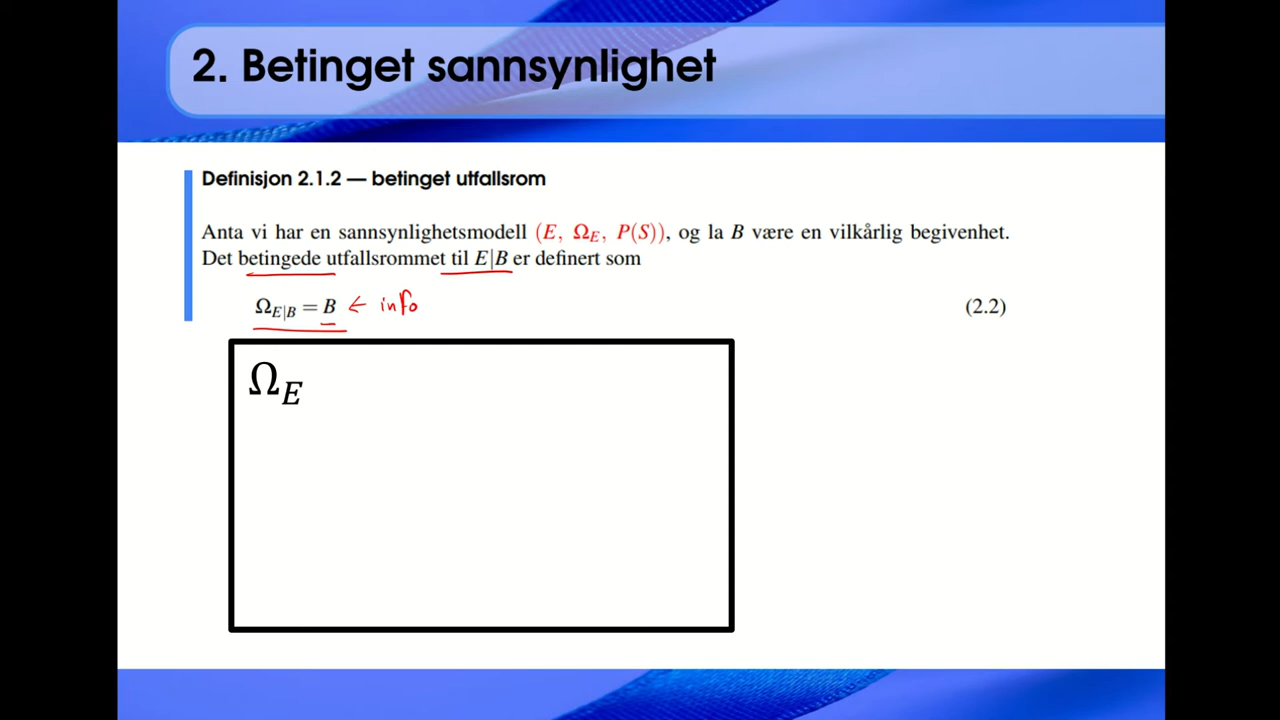 2. Betinget sannsynlighet
Definisjon 2.1.2 — betinget utfallsrom
Anta vi har en sannsynlighetsmodell (E, Ω_E, P(S)), og la B være en vilkårlig begivenhet.
Det betingede utfallsrommet til E|B er definert som
Ω_{E|B} = B ← info (2.2)
Ω_E